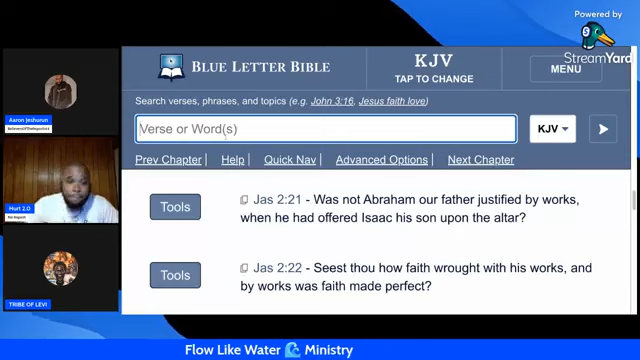 Powered by
StreamYard
BLUE LETTER BIBLE
KJV
TAP TO CHANGE
MENU
Search verses, phrases, and topics (e.g. John 3:16, Jesus faith love)
Verse or Word(s)
KJV
Prev Chapter | Help | Quick Nav | Advanced Options | Next Chapter
Tools
Jas 2:21 - Was not Abraham our father justified by works,
when he had offered Isaac his son upon the altar?
Tools
Jas 2:22 - Seest thou how faith wrought with his works, and
by works was faith made perfect?
Aaron Jeshurun
Hurt 2.0
TRIBE OF LEVI
Flow Like Water 🌊 Ministry